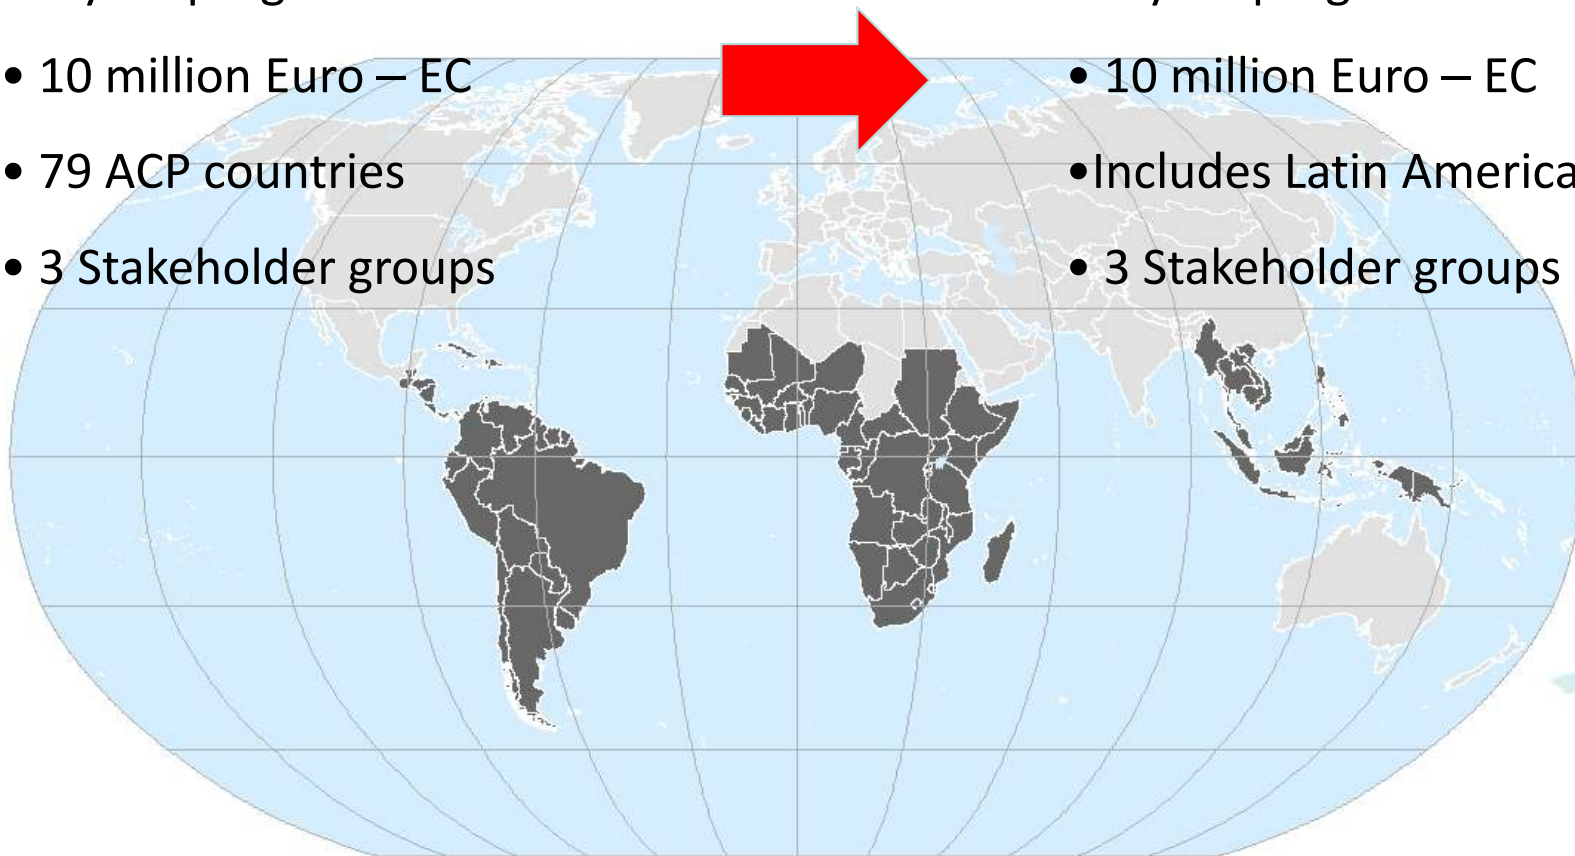 • 10 million Euro – EC
• 79 ACP countries
• 3 Stakeholder groups
• 10 million Euro – EC
•Includes Latin America
• 3 Stakeholder groups